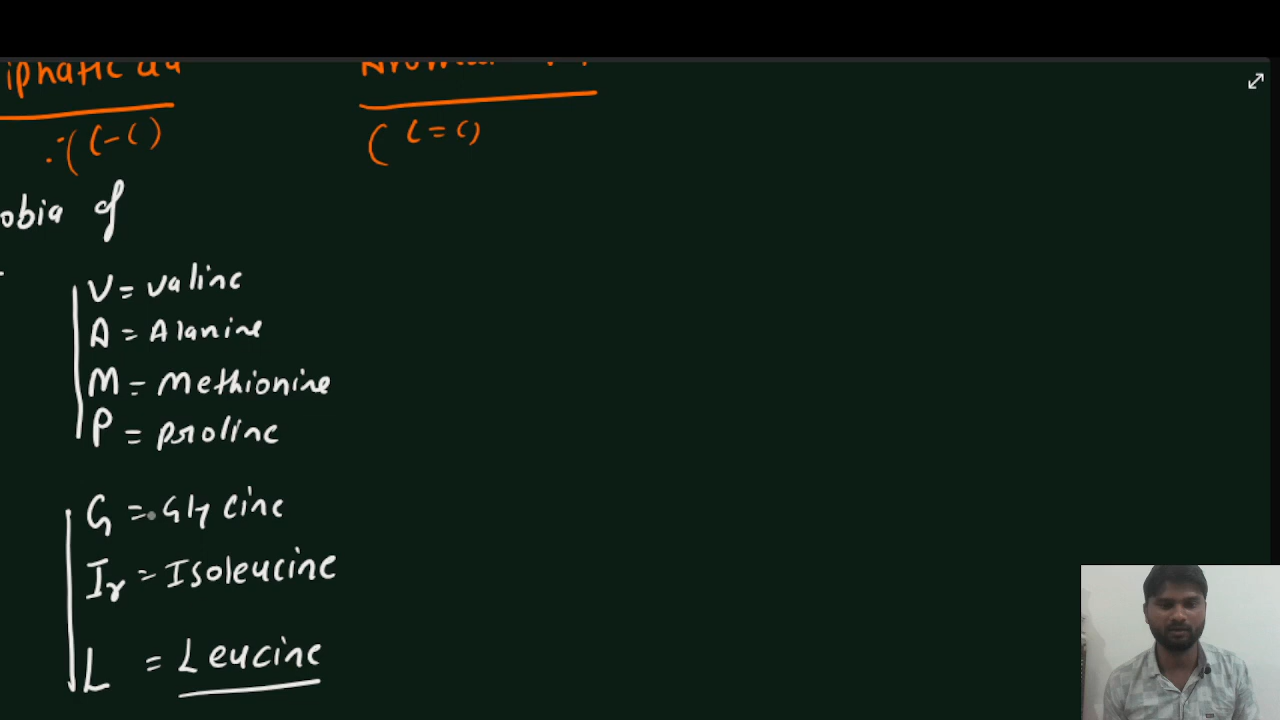 iphatic
(C-C)
(C=C)
obia of
V = valine
A = Alanine
M = Methionine
P = proline
G = Glycine
Ir = Isoleucine
L = Leucine